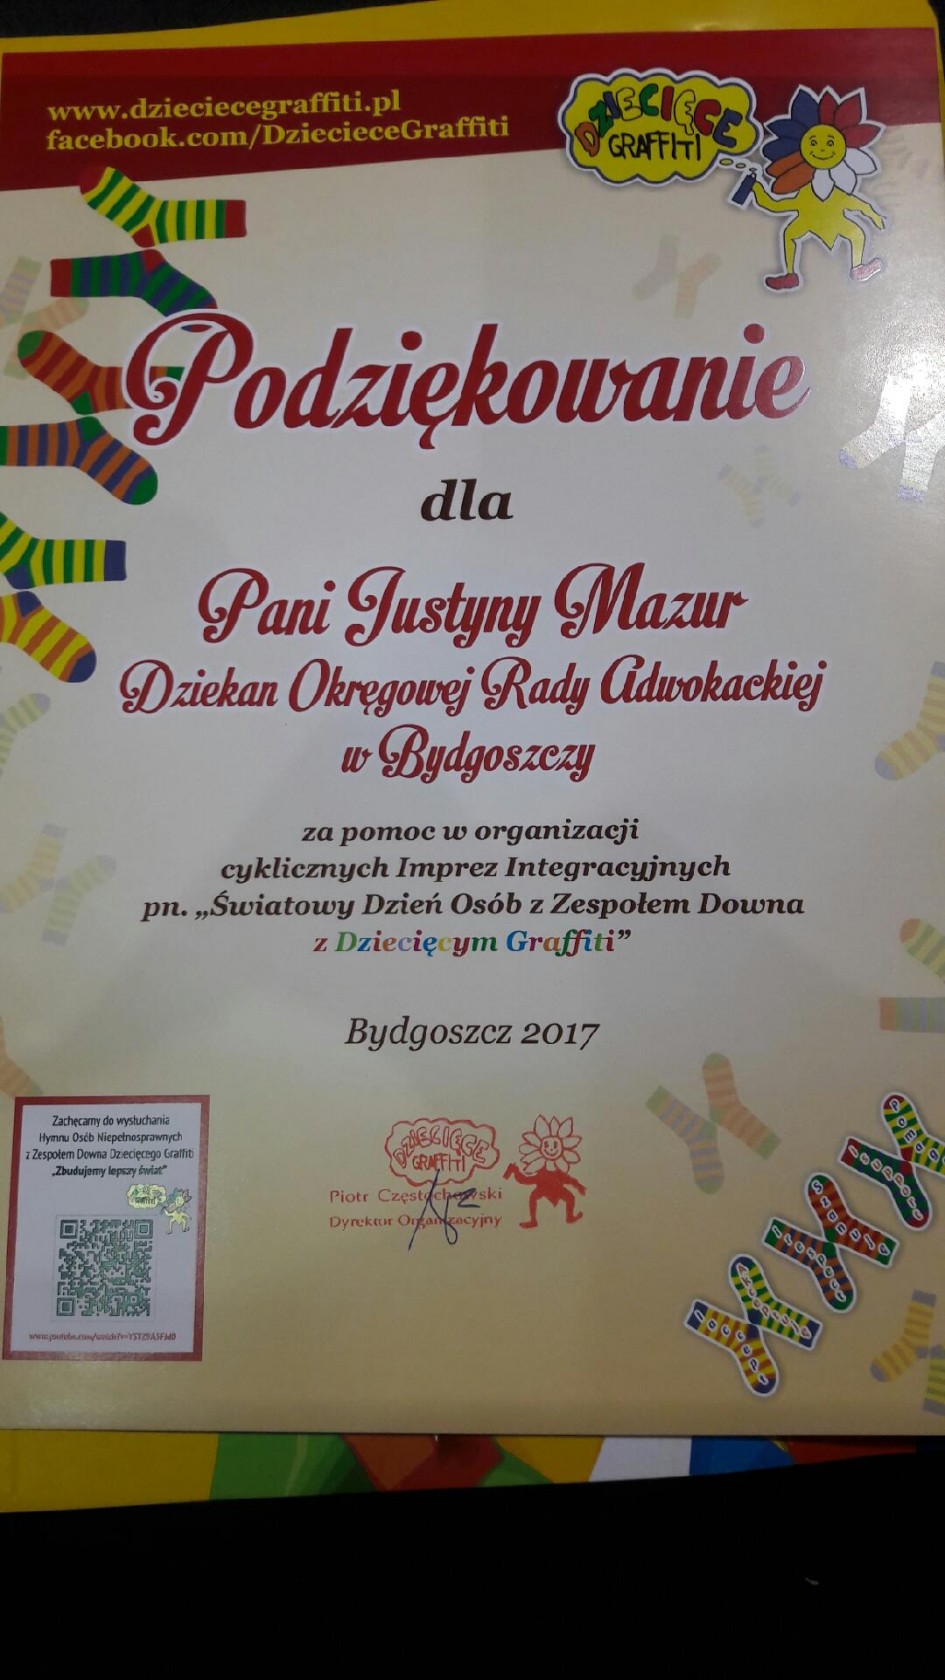 www.dzieciecegraffiti.pl
facebook.com/DziecieceGraffiti
DZIECIĘCE
GRAFFITI
Podziękowanie
dla
Pani Justyny Mazur
Dziekan Okręgowej Rady Adwokackiej
w Bydgoszczy
za pomoc w organizacji
cyklicznych Imprez Integracyjnych
pn. „Światowy Dzień Osób z Zespołem Downa
z Dziecięcym Graffiti”
Bydgoszcz 2017
Zachęcamy do wysłuchania
Hymnu Osób Niepełnosprawnych
z Zespołem Downa Dziecięcego Graffiti
„Zbudujemy lepszy świat”
DZIECIĘCE
GRAFFITI
Piotr Częstochowski
Dyrektor Organizacyjny